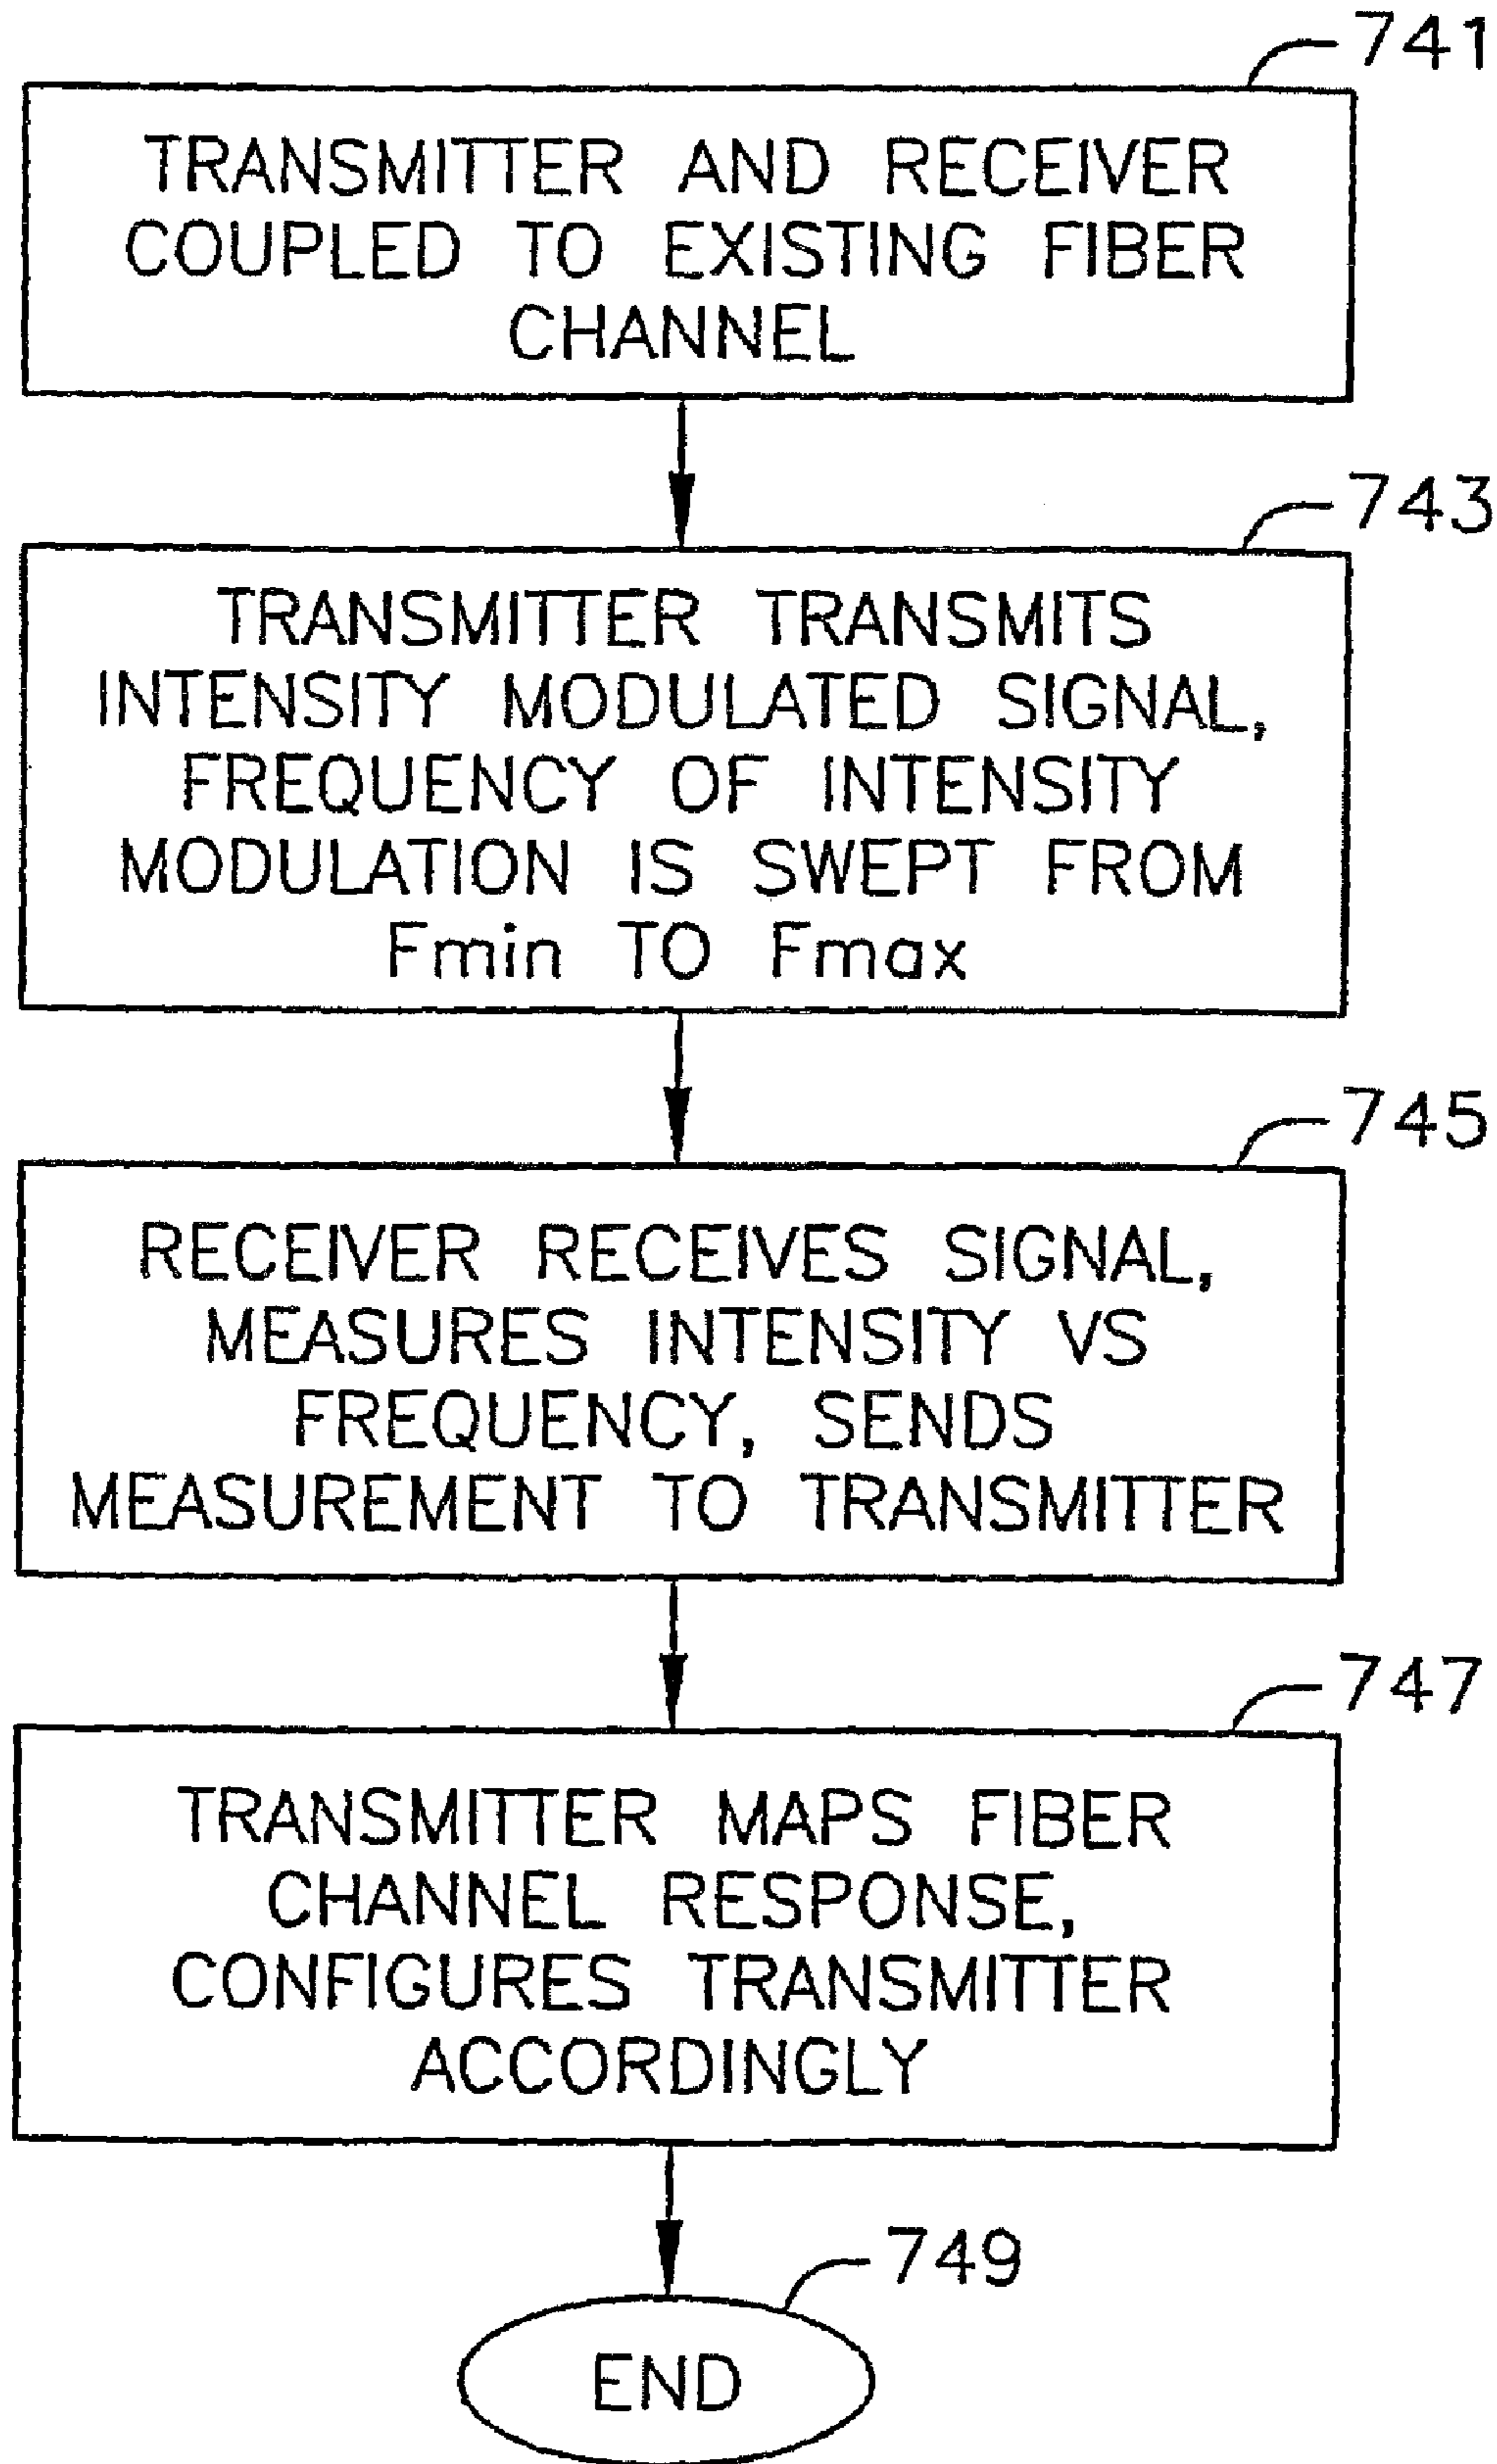 741
TRANSMITTER AND RECEIVER
COUPLED TO EXISTING FIBER
CHANNEL
743
TRANSMITTER TRANSMITS
INTENSITY MODULATED SIGNAL,
FREQUENCY OF INTENSITY
MODULATION IS SWEPT FROM
Fmin TO Fmax
745
RECEIVER RECEIVES SIGNAL,
MEASURES INTENSITY VS
FREQUENCY, SENDS
MEASUREMENT TO TRANSMITTER
747
TRANSMITTER MAPS FIBER
CHANNEL RESPONSE,
CONFIGURES TRANSMITTER
ACCORDINGLY
749
END